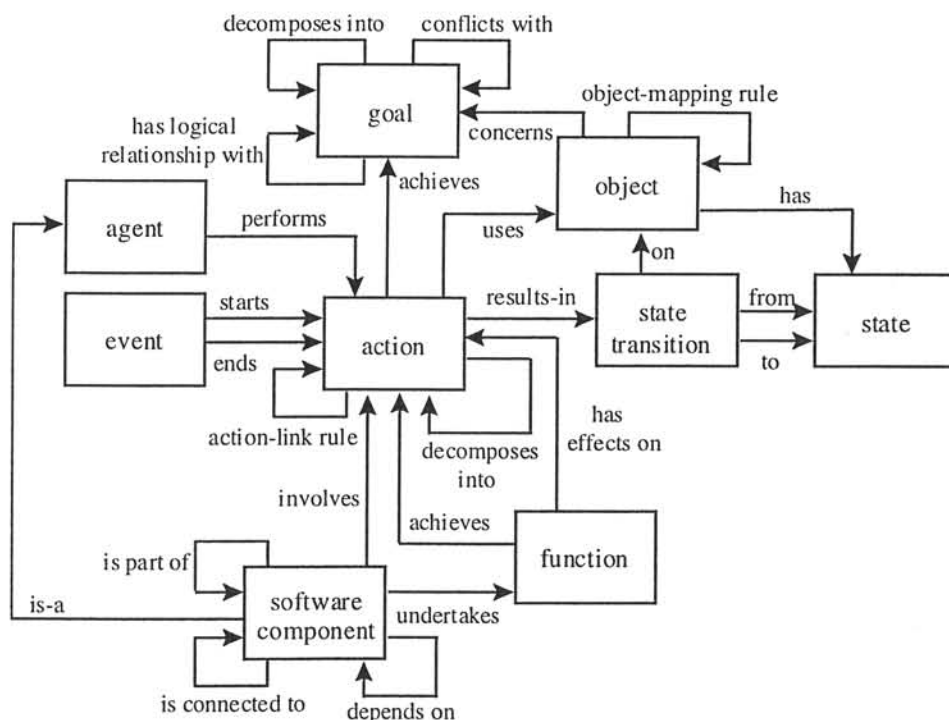 decomposes into
conflicts with
goal
object-mapping rule
has logical
relationship with
concerns
achieves
object
has
agent
performs
uses
on
event
starts
ends
action
results-in
state
transition
from
to
state
action-link rule
decomposes
into
has
effects on
involves
achieves
function
is part of
software
component
undertakes
is-a
is connected to
depends on